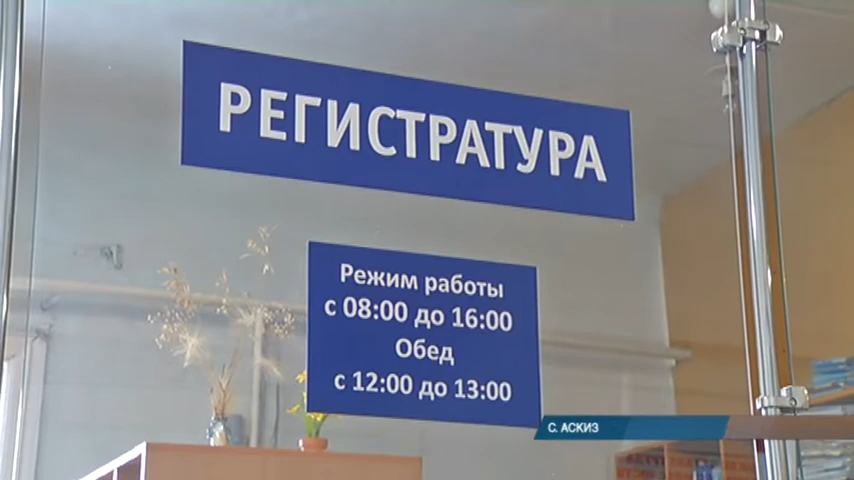 РЕГИСТРАТУРА
Режим работы
с 08:00 до 16:00
Обед
с 12:00 до 13:00
С. АСКИЗ